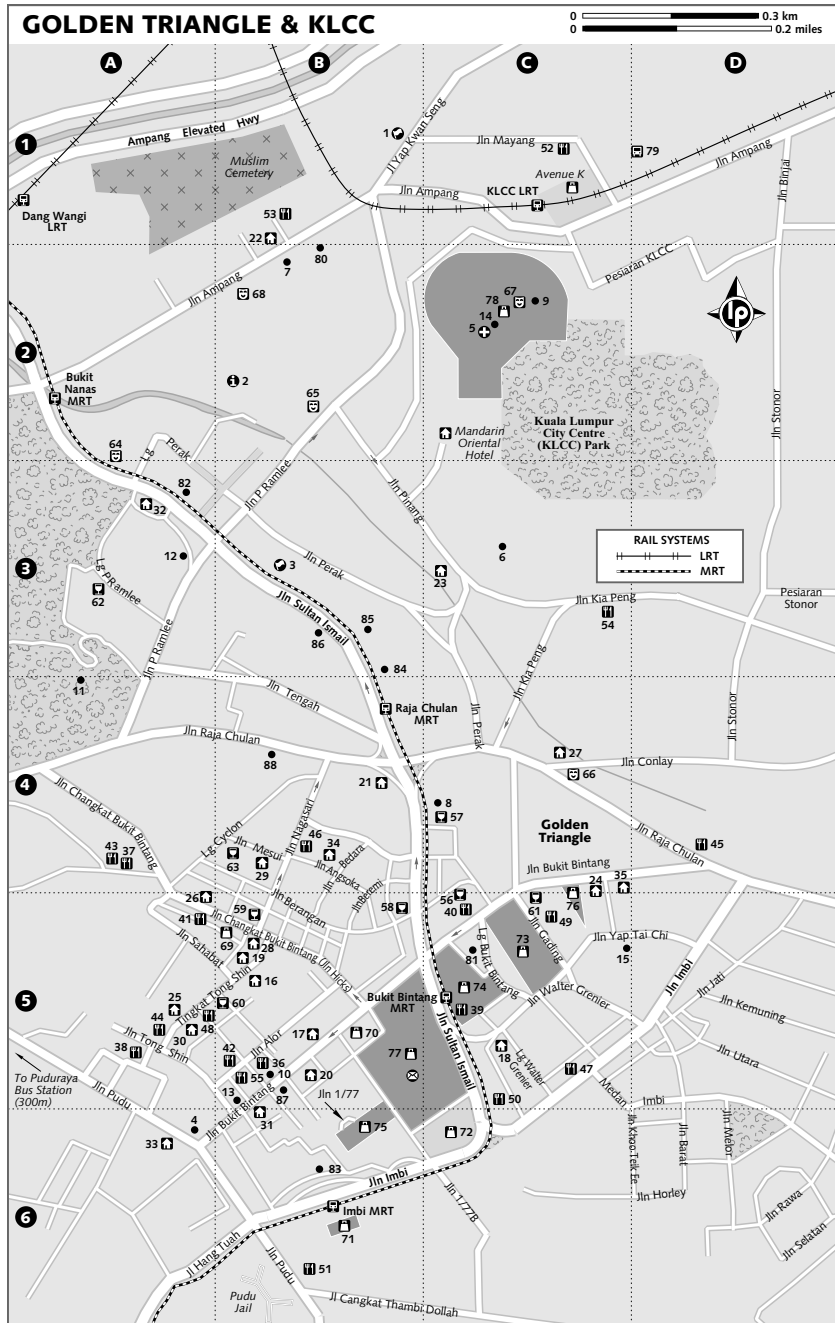 GOLDEN TRIANGLE & KLCC
0 0.3 km
0 0.2 miles
A
B
C
D
1
Ampang Elevated Hwy
Muslim
Cemetery
1
Jl Yap Kwan Seng
Jln Mayang
52
79
Jln Ampang
Avenue K
Jln Ampang
KLCC LRT
Jln Binjai
Dang Wangi
LRT
53
22
7
80
Jln Ampang
68
Pesiaran KLCC
67
78
9
14
5
lp
2
Bukit
Nanas
MRT
2
65
Mandarin
Oriental
Hotel
Kuala Lumpur
City Centre
(KLCC) Park
Jln Stonor
64
Lg Perak
82
32
Jln P Ramlee
Jln Pinang
12
3
Jln Perak
6
23
RAIL SYSTEMS
LRT
MRT
3
Lg P Ramlee
62
Jln Sultan Ismail
85
86
84
Jln Kia Peng
54
Pesiaran
Stonor
Jln P Ramlee
11
Jln Tengah
Raja Chulan
MRT
Jln Kia Peng
Jln Perak
Jln Stonor
Jln Raja Chulan
88
21
27
Jln Conlay
66
4
8
57
Golden
Triangle
Jln Raja Chulan
45
Jln Changkat Bukit Bintang
43
37
Lg Cyclon
Jln Mesui
63
29
Jln Nagasari
46
34
Jln Bedara
Jln Angsoka
Jln Beremi
Jln Berangan
Jln Bukit Bintang
24
35
26
41
59
58
56
40
61
49
76
Jln Gading
Jln Changkat Bukit Bintang (Jln Hicks)
69
28
19
Jln Sahabat
16
81
73
Lg Bukit Bintang
Jln Yap Tai Chi
15
Jln Imbi
Jln Jati
5
Tingkat Tong Shin
25
60
44
30
48
38
Jln Tong Shin
Bukit Bintang
MRT
74
39
Jln Walter Grenier
Jln Kemuning
17
70
Jln Alor
42
36
10
55
20
77
Jln Sultan Ismail
18
Lg Walter
Grenier
47
Jln Utara
To Puduraya
Bus Station
(300m)
Jln Pudu
13
87
Jln 1/77
Jln Bukit Bintang
31
50
Medan
Imbi
4
33
75
72
Jln Khoo Teik Ee
Jln Barat
Jln Melor
83
Jln Imbi
Jln Horley
Jln Rawa
6
Imbi MRT
71
Jln 1/77B
Jln Selatan
Jl Hang Tuah
Jln Pudu
51
Pudu
Jail
Jl Cangkat Thambi Dollah